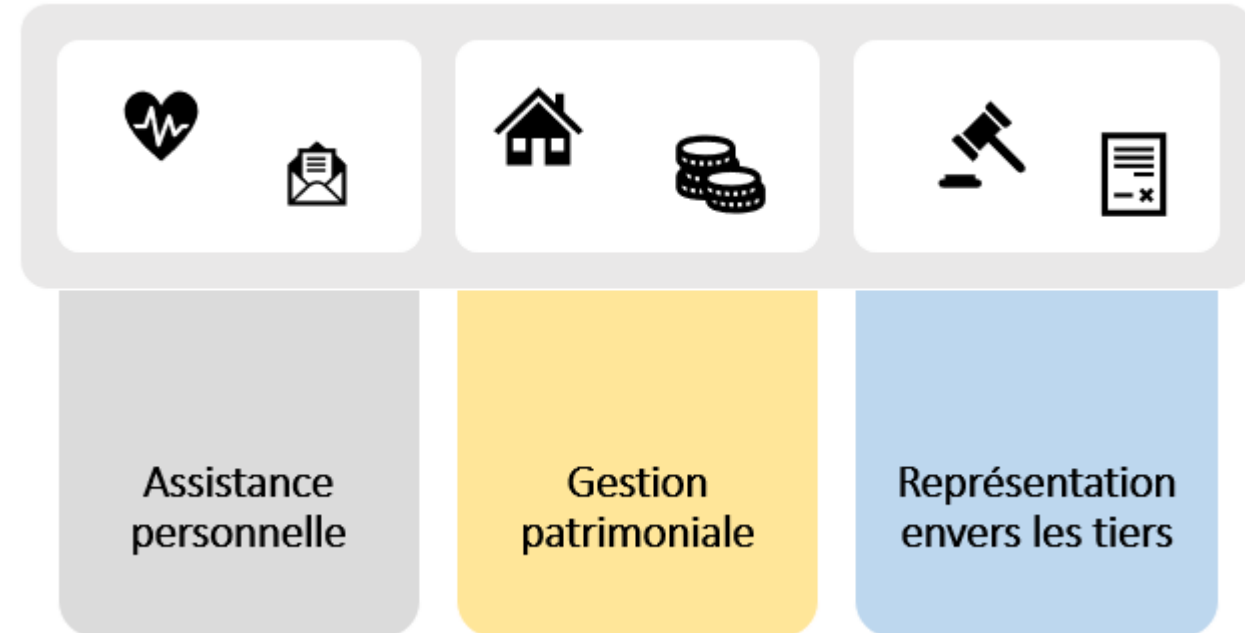 Assistance
personnelle
Gestion
patrimoniale
Représentation
envers les tiers